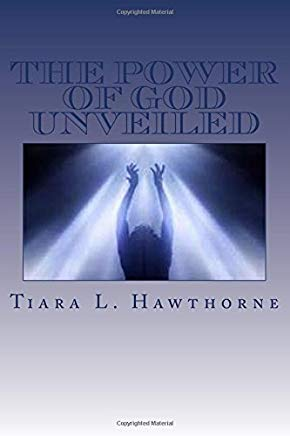 Copyrighted Material
THE POWER
OF GOD
UNVEILED
Tiara L. Hawthorne
Copyrighted Material